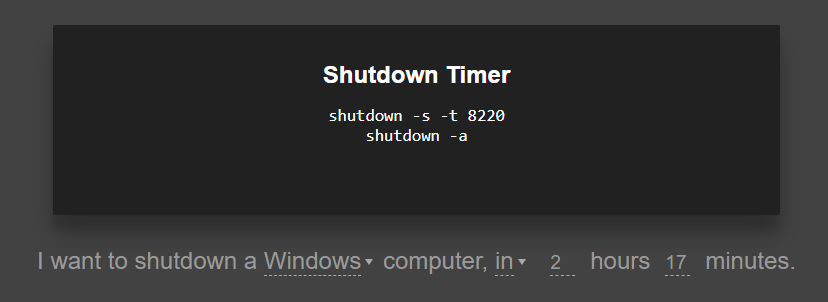 Shutdown Timer
shutdown -s -t 8220
shutdown -a
I want to shutdown a Windows computer, in 2 hours 17 minutes.